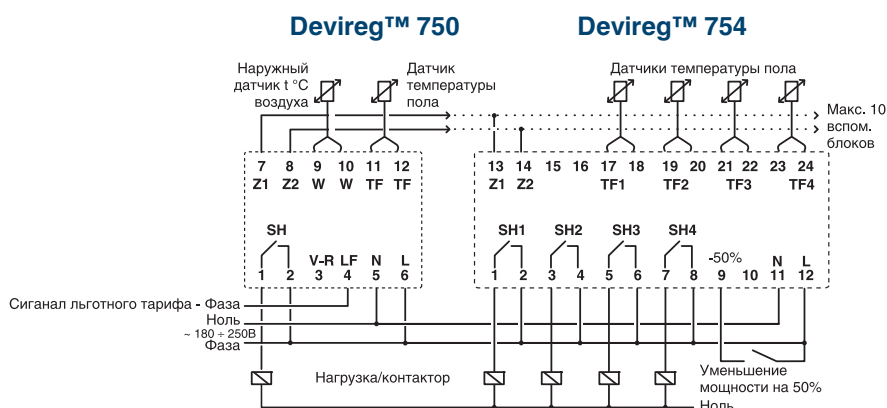 Devireg™ 750
Devireg™ 754
Наружный
датчик t °C
воздуха
Датчик
температуры
пола
Датчики температуры пола
Макс. 10
вспом.
блоков
7 8 9 10 11 12
Z1 Z2 W W TF TF
13 14 15 16 17 18 19 20 21 22 23 24
Z1 Z2 TF1 TF2 TF3 TF4
SH
V-R LF N L
1 2 3 4 5 6
SH1 SH2 SH3 SH4
-50% N L
1 2 3 4 5 6 7 8 9 10 11 12
Сиганал льготного тарифа - Фаза
Ноль
~ 180 ÷ 250В
Фаза
Нагрузка/контактор
Уменьшение
мощности на 50%
Ноль